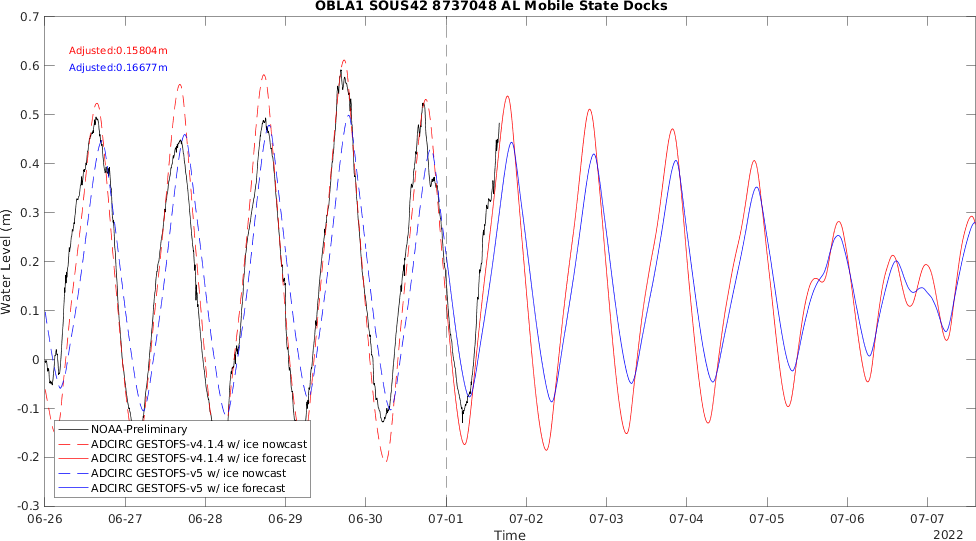 OBLA1 SOUS42 8737048 AL Mobile State Docks
0.7
0.6
0.5
0.4
0.3
0.2
0.1
0
-0.1
-0.2
-0.3
Water Level (m)
Adjusted:0.15804m
Adjusted:0.16677m
NOAA-Preliminary
ADCIRC GESTOFS-v4.1.4 w/ ice nowcast
ADCIRC GESTOFS-v4.1.4 w/ ice forecast
ADCIRC GESTOFS-v5 w/ ice nowcast
ADCIRC GESTOFS-v5 w/ ice forecast
06-26 06-27 06-28 06-29 06-30 07-01 07-02 07-03 07-04 07-05 07-06 07-07
Time
2022